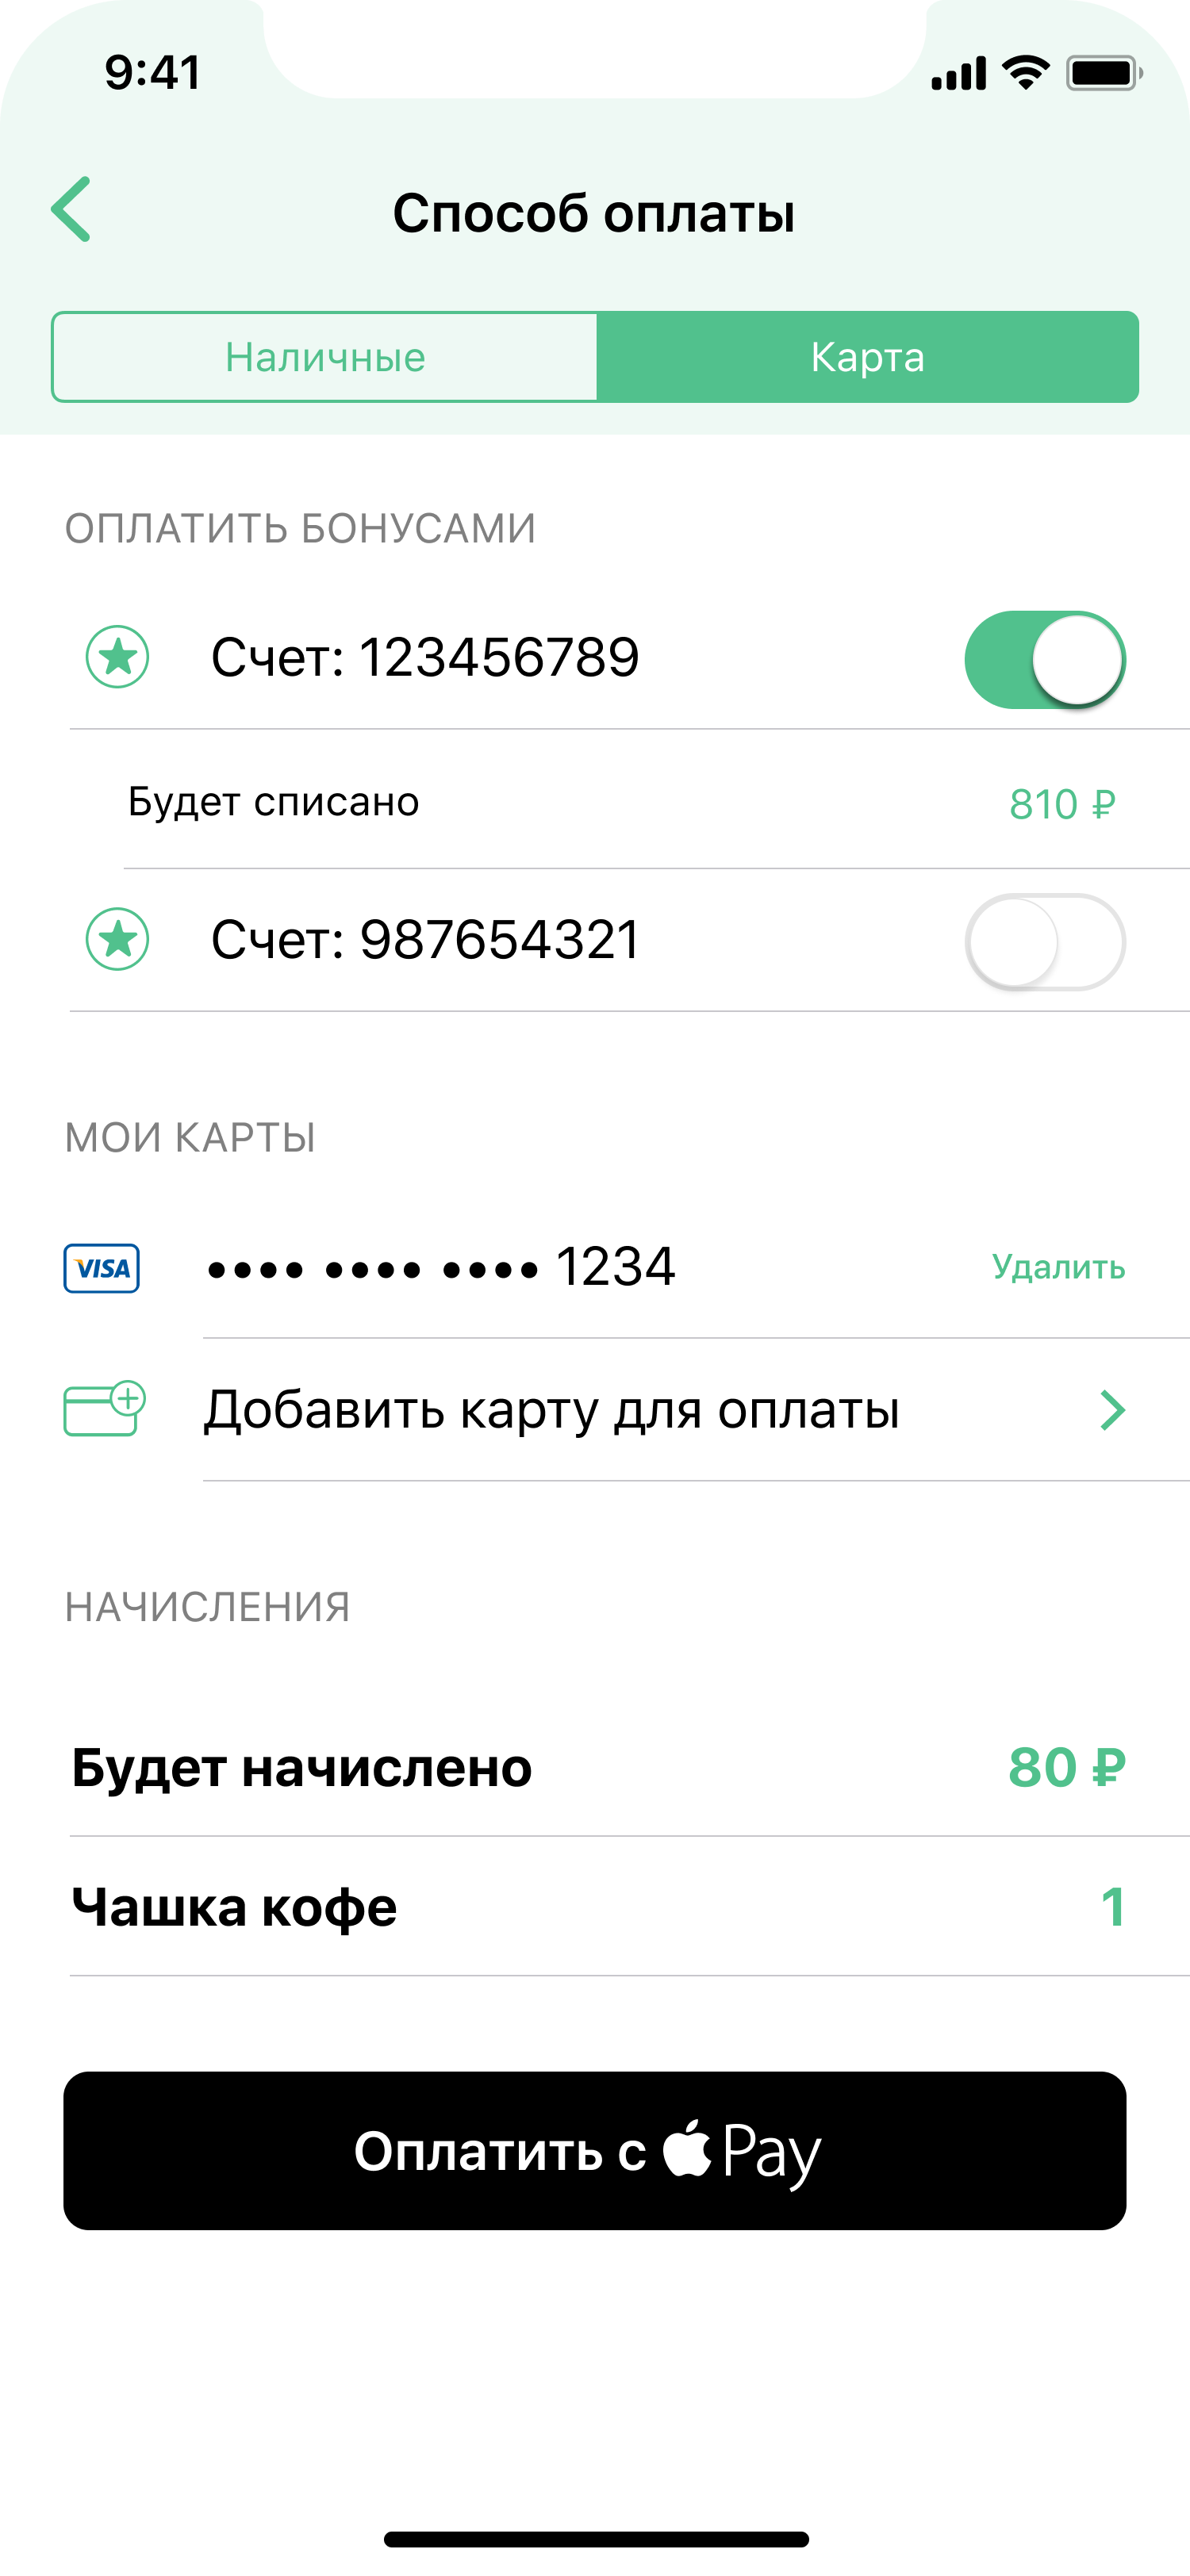 9:41
Способ оплаты
Наличные Карта
ОПЛАТИТЬ БОНУСАМИ
Счет: 123456789
Будет списано 810 ₽
Счет: 987654321
МОИ КАРТЫ
VISA •••• •••• •••• 1234 Удалить
Добавить карту для оплаты
НАЧИСЛЕНИЯ
Будет начислено 80 ₽
Чашка кофе 1
Оплатить с Pay